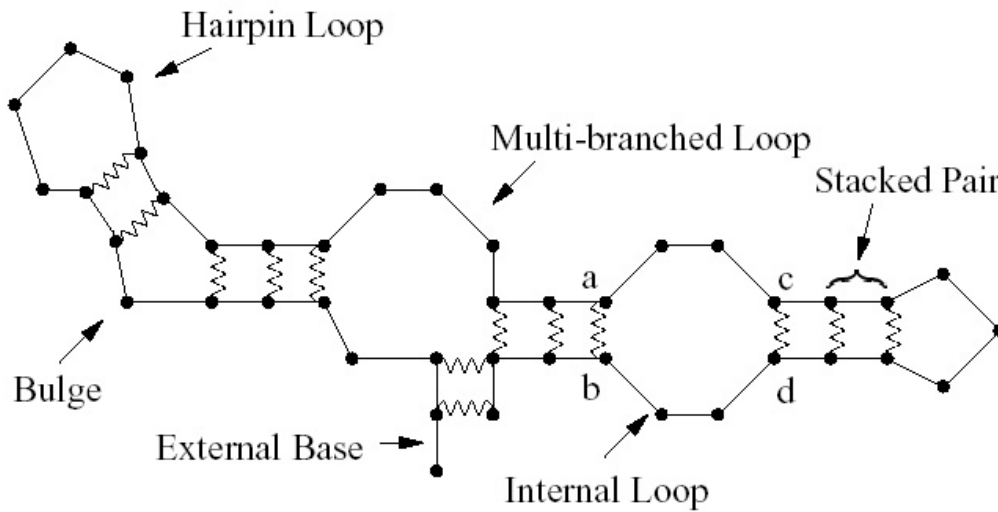 Hairpin Loop
Multi-branched Loop
Stacked Pair
a
c
b
d
Bulge
External Base
Internal Loop